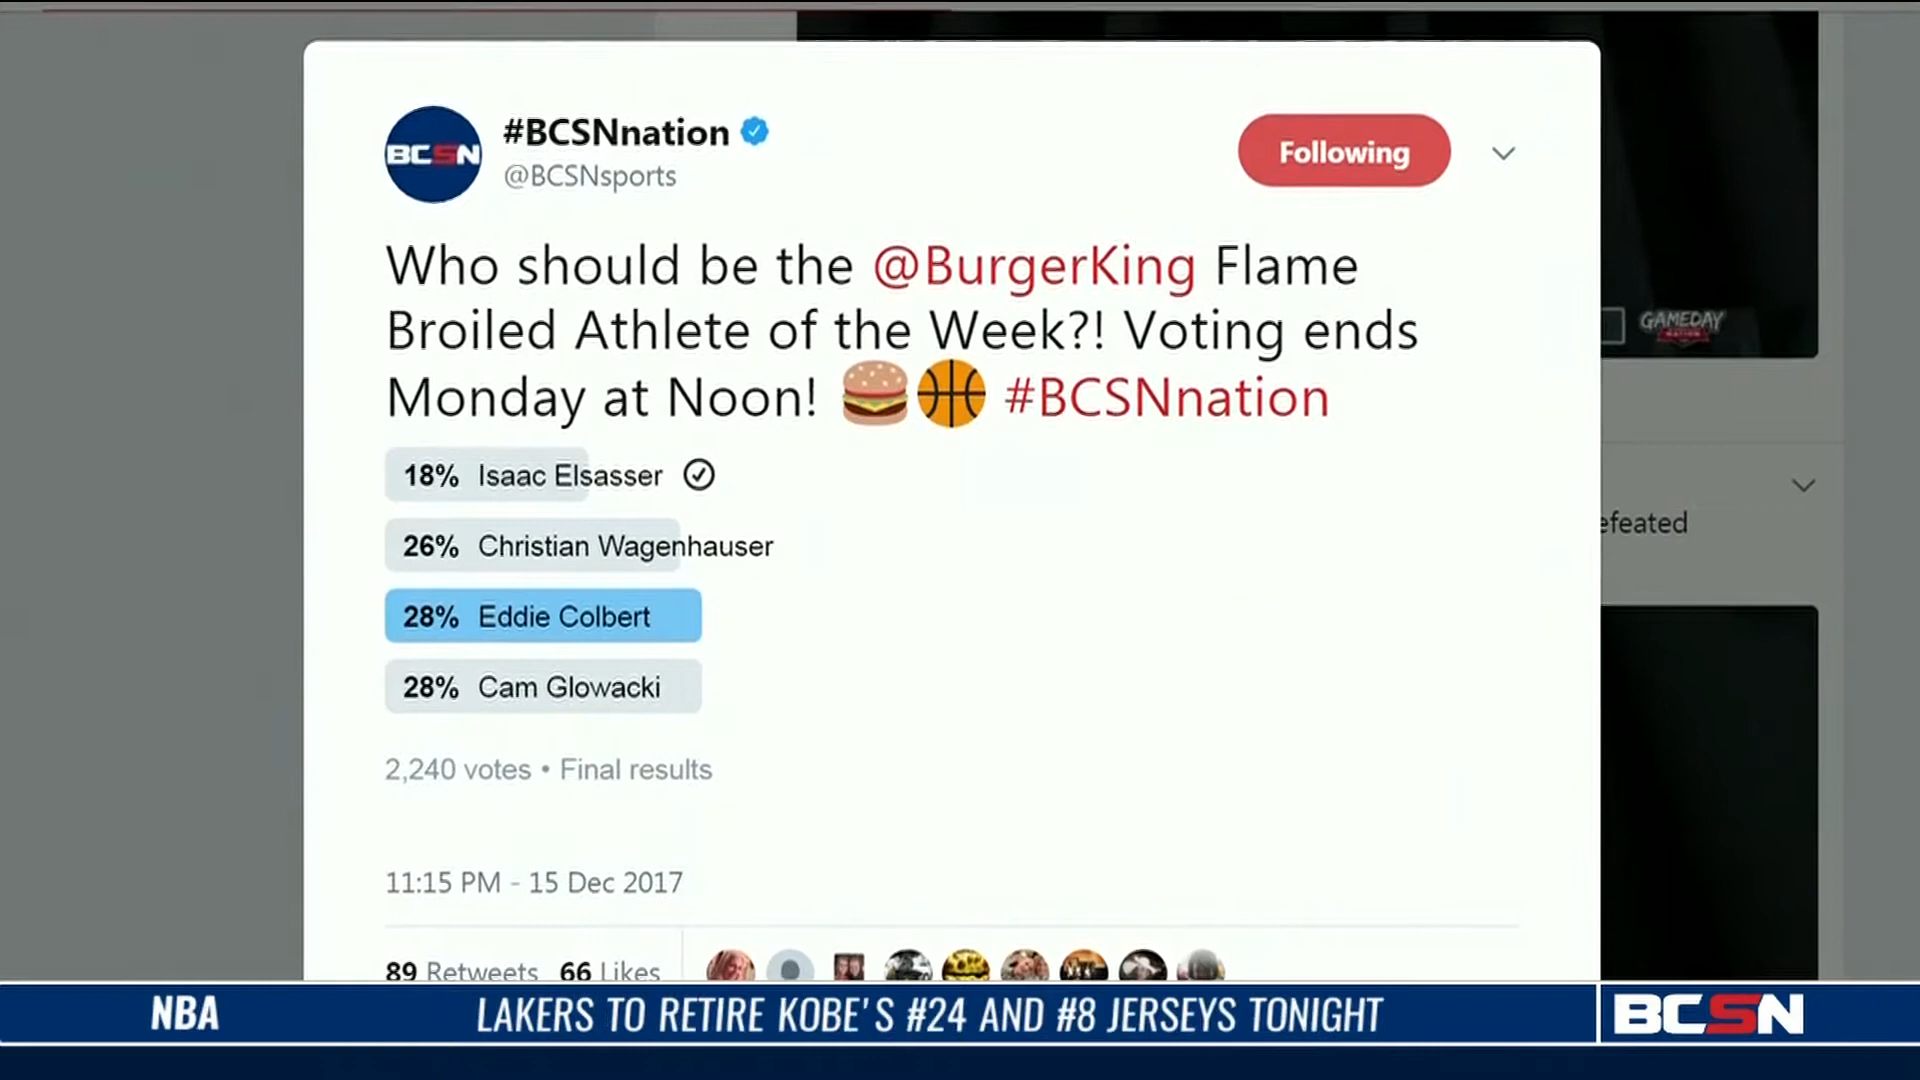 BCSN
#BCSNnation
@BCSNsports
Following
Who should be the @BurgerKing Flame
Broiled Athlete of the Week?! Voting ends
Monday at Noon! 🍔🏀 #BCSNnation
18% Isaac Elsasser
26% Christian Wagenhauser
28% Eddie Colbert
28% Cam Glowacki
2,240 votes • Final results
11:15 PM - 15 Dec 2017
89 Retweets 66 Likes
GAMEDAY
NATION
efeated
NBA
LAKERS TO RETIRE KOBE'S #24 AND #8 JERSEYS TONIGHT
BCSN